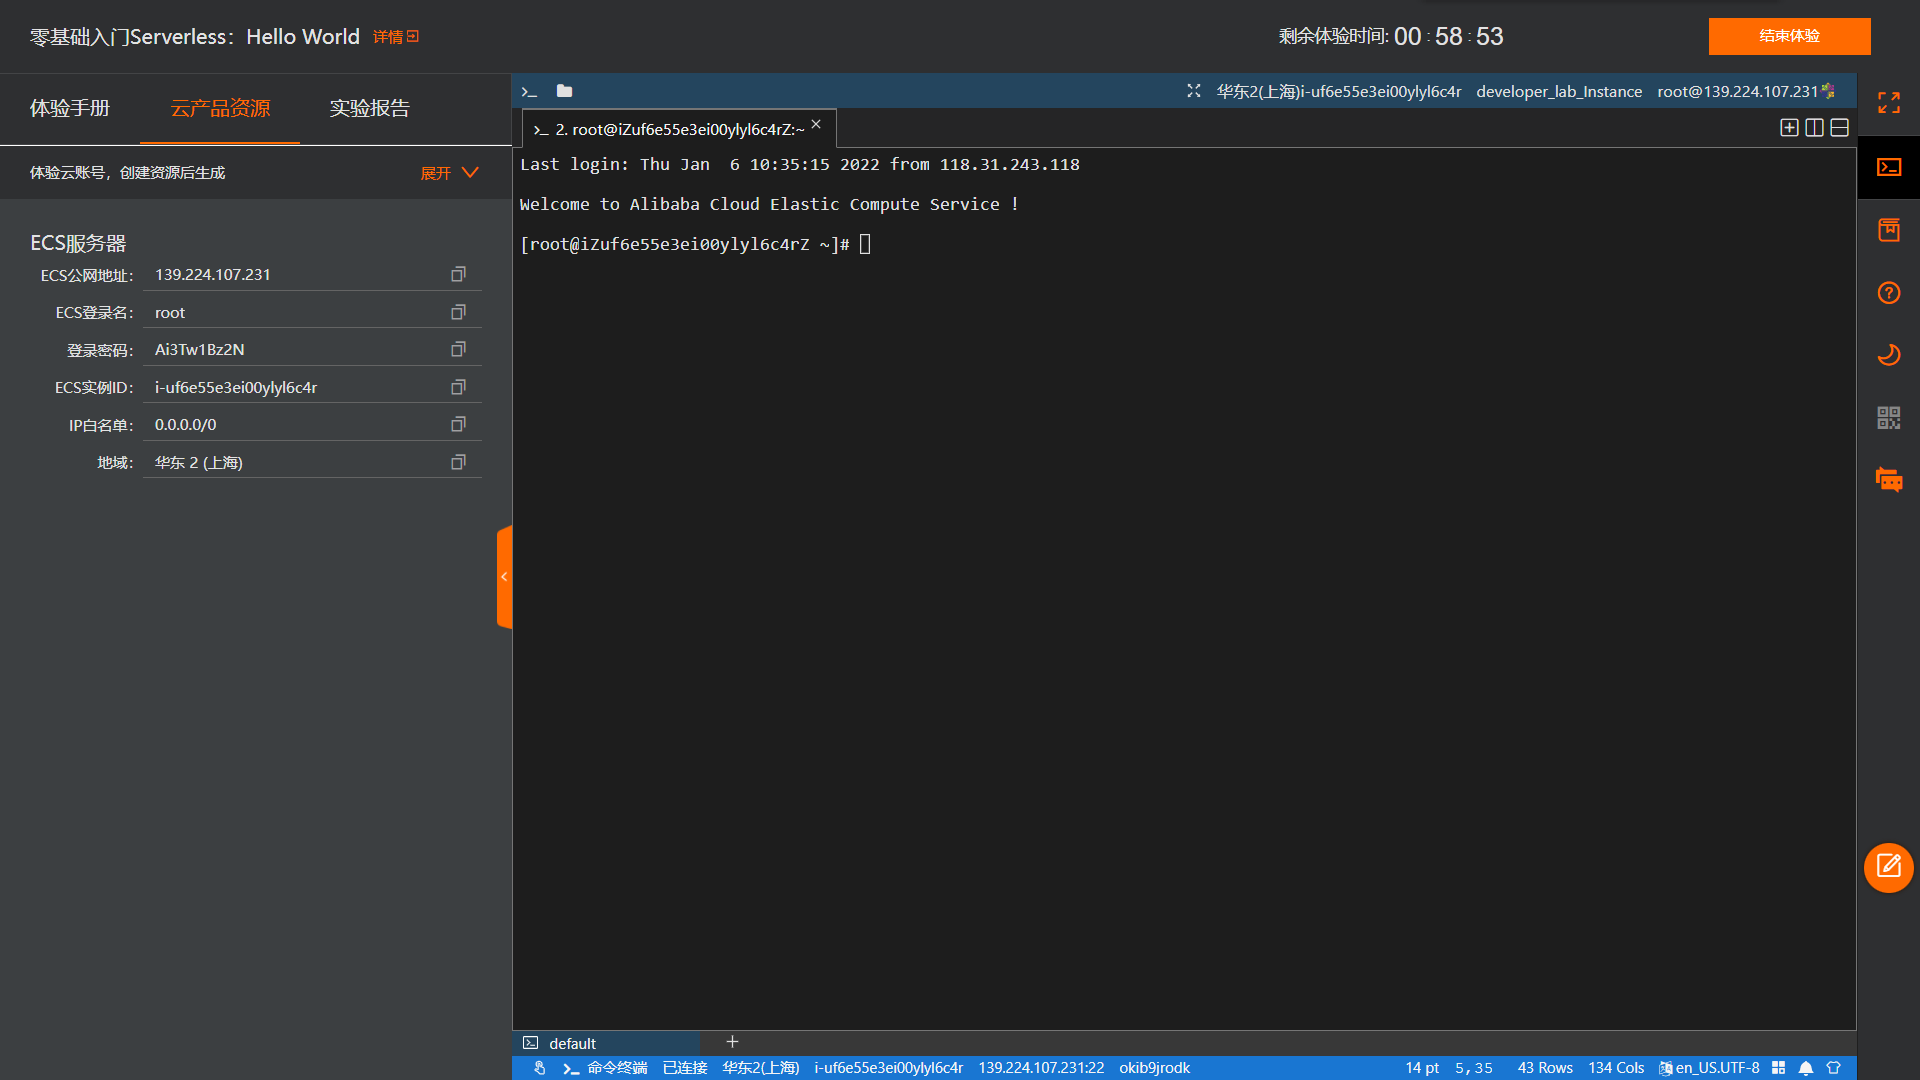 零基础入门Serverless：Hello World 详情
剩余体验时间: 00 : 58 : 53
结束体验
体验手册 云产品资源 实验报告
体验云账号，创建资源后生成 展开
ECS服务器
ECS公网地址： 139.224.107.231
ECS登录名： root
登录密码： Ai3Tw1Bz2N
ECS实例ID： i-uf6e55e3ei00ylyl6c4r
IP白名单： 0.0.0.0/0
地域： 华东 2 (上海)
华东2(上海)i-uf6e55e3ei00ylyl6c4r developer_lab_Instance root@139.224.107.231
2. root@iZuf6e55e3ei00ylyl6c4rZ:~
Last login: Thu Jan  6 10:35:15 2022 from 118.31.243.118
Welcome to Alibaba Cloud Elastic Compute Service !
[root@iZuf6e55e3ei00ylyl6c4rZ ~]#
default
命令终端 已连接 华东2(上海) i-uf6e55e3ei00ylyl6c4r 139.224.107.231:22 okib9jrodk 14 pt 5,35 43 Rows 134 Cols en_US.UTF-8